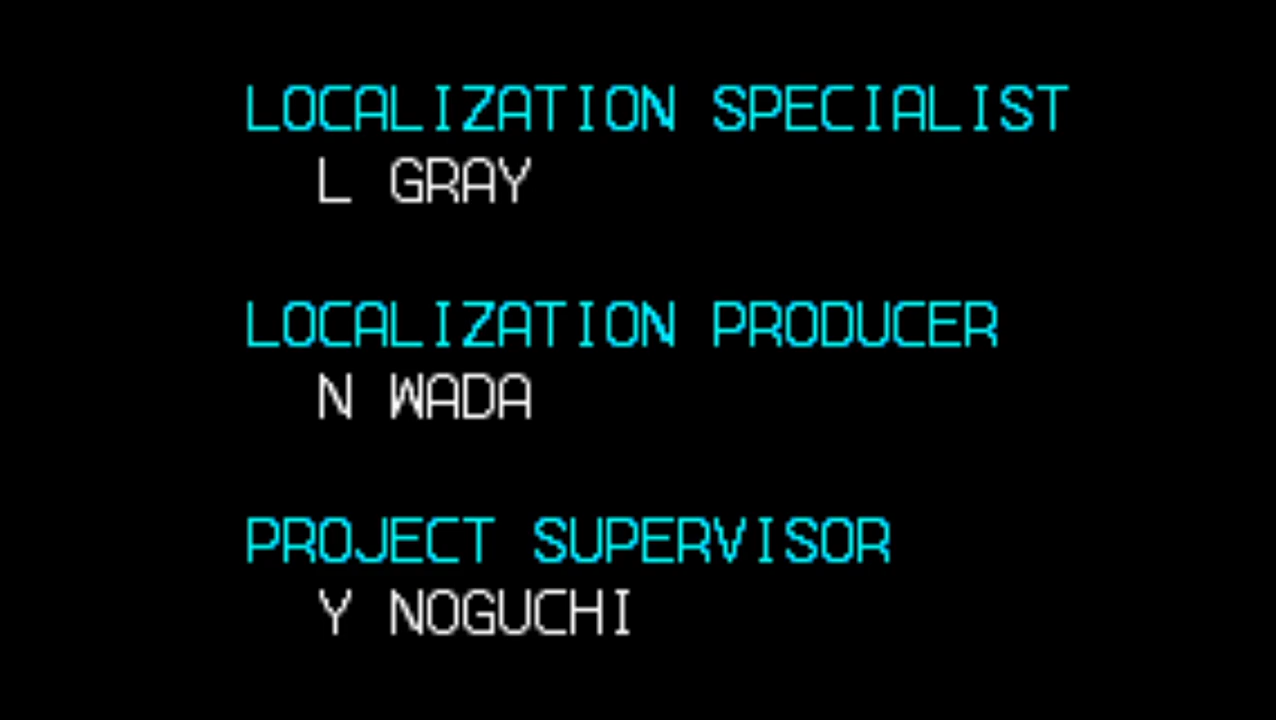 LOCALIZATION SPECIALIST
L GRAY
LOCALIZATION PRODUCER
N WADA
PROJECT SUPERVISOR
Y NOGUCHI